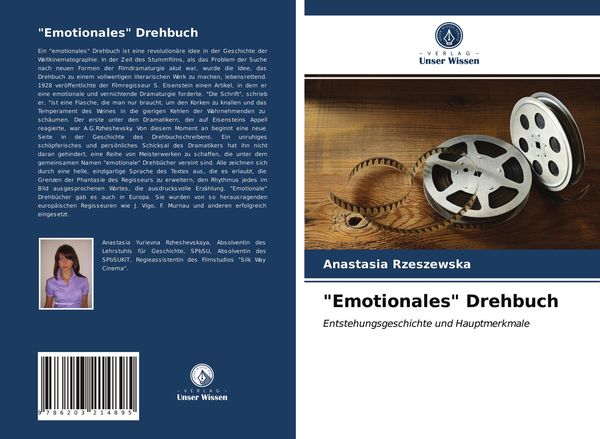 "Emotionales" Drehbuch
Ein "emotionales" Drehbuch ist eine revolutionäre Idee in der Geschichte der
Weltkinematographie. In der Zeit des Stummfilms, als das Problem der Suche
nach neuen Formen der Filmdramaturgie akut war, wurde die Idee, das
Drehbuch zu einem vollwertigen literarischen Werk zu machen, lebensrettend.
1928 veröffentlichte der Filmregisseur S. Eisenstein einen Artikel, in dem er
eine emotionale und vernichtende Dramaturgie forderte. "Die Schrift", schrieb
er, "ist eine Flasche, die man nur braucht, um den Korken zu knallen und das
Temperament des Weines in die gierigen Kehlen der Wahrnehmenden zu
schäumen. Der erste unter den Dramatikern, der auf Eisensteins Appell
reagierte, war A.G.Rzheshevsky. Von diesem Moment an beginnt eine neue
Seite in der Geschichte des Drehbuchschreibens. Ein unruhiges
schöpferisches und persönliches Schicksal des Dramatikers hat ihn nicht
daran gehindert, eine Reihe von Meisterwerken zu schaffen, die unter dem
gemeinsamen Namen "emotionale" Drehbücher vereint sind. Alle zeichnen sich
durch eine helle, einzigartige Sprache des Textes aus, die es erlaubt, die
Grenzen der Phantasie des Regisseurs zu erweitern, den Rhythmus jedes im
Bild ausgesprochenen Wortes, die ausdrucksvolle Erzählung. "Emotionale"
Drehbücher gab es auch in Europa. Sie wurden von so herausragenden
europäischen Regisseuren wie J. Vigo, F. Murnau und anderen erfolgreich
eingesetzt.
Anastasia Yurievna Rzheshevskaya, Absolventin des
Lehrstuhls für Geschichte, SPbSU, Absolventin des
SPbSUKiT, Regieassistentin des Filmstudios "Silk Way
Cinema".
9 786203 214895
VERLAG
Unser Wissen
VERLAG
Unser Wissen
Anastasia Rzeszewska
"Emotionales" Drehbuch
Entstehungsgeschichte und Hauptmerkmale